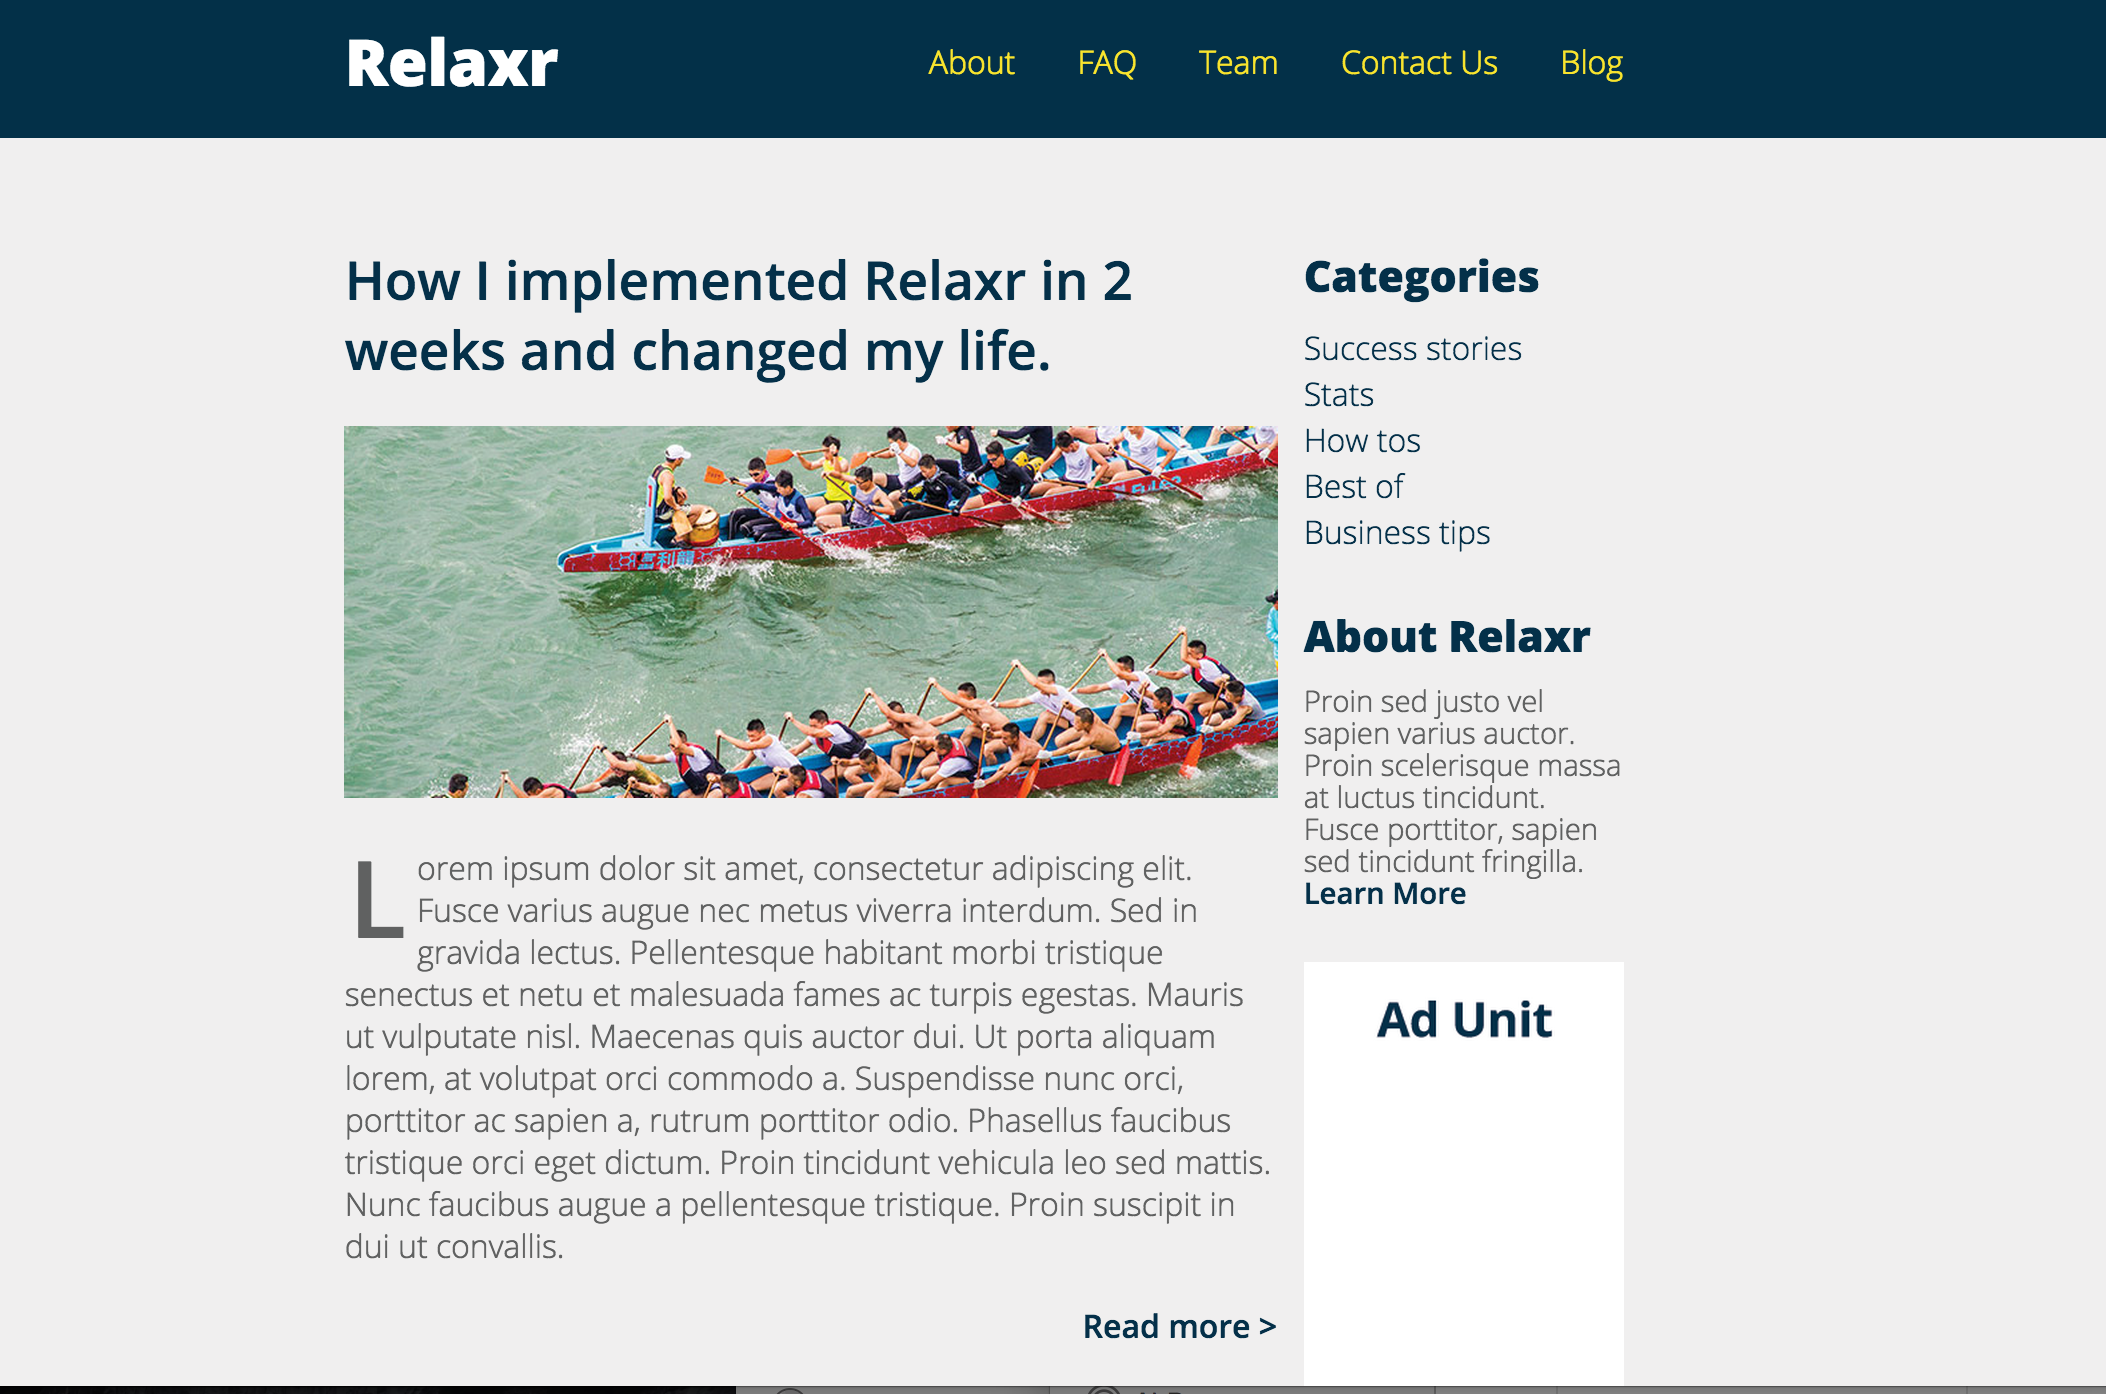 Relaxr
About
FAQ
Team
Contact Us
Blog
How I implemented Relaxr in 2
weeks and changed my life.
Lorem ipsum dolor sit amet, consectetur adipiscing elit.
Fusce varius augue nec metus viverra interdum. Sed in
gravida lectus. Pellentesque habitant morbi tristique
senectus et netu et malesuada fames ac turpis egestas. Mauris
ut vulputate nisl. Maecenas quis auctor dui. Ut porta aliquam
lorem, at volutpat orci commodo a. Suspendisse nunc orci,
porttitor ac sapien a, rutrum porttitor odio. Phasellus faucibus
tristique orci eget dictum. Proin tincidunt vehicula leo sed mattis.
Nunc faucibus augue a pellentesque tristique. Proin suscipit in
dui ut convallis.
Read more >
Categories
Success stories
Stats
How tos
Best of
Business tips
About Relaxr
Proin sed justo vel
sapien varius auctor.
Proin scelerisque massa
at luctus tincidunt.
Fusce porttitor, sapien
sed tincidunt fringilla.
Learn More
Ad Unit